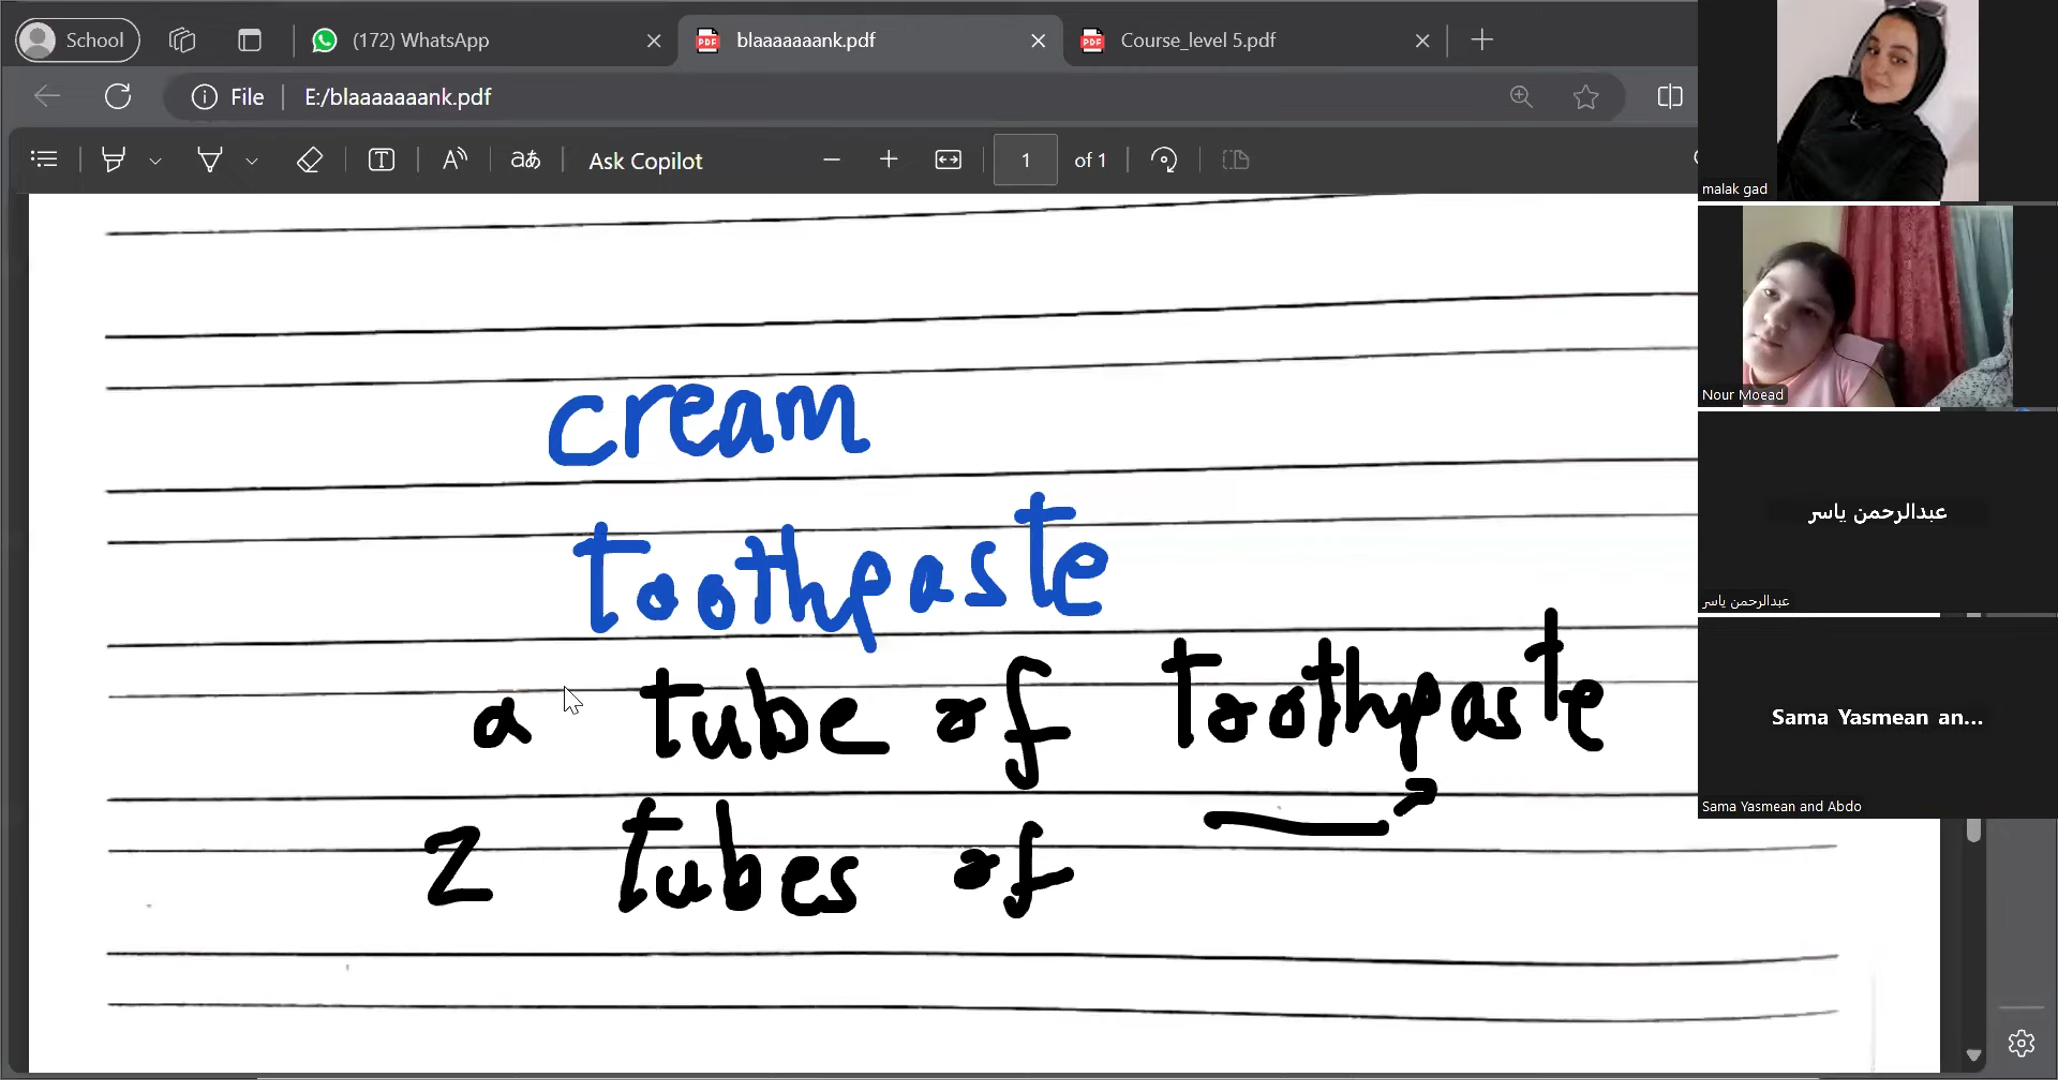 School
(172) WhatsApp
blaaaaaaank.pdf
Course_level 5.pdf
File
E:/blaaaaaaank.pdf
Ask Copilot
1 of 1
malak gad
Nour Moead
عبدالرحمن ياسر
عبدالرحمن ياسر
Sama Yasmean an...
Sama Yasmean and Abdo
cream
toothpaste
a tube of toothpaste
2 tubes of